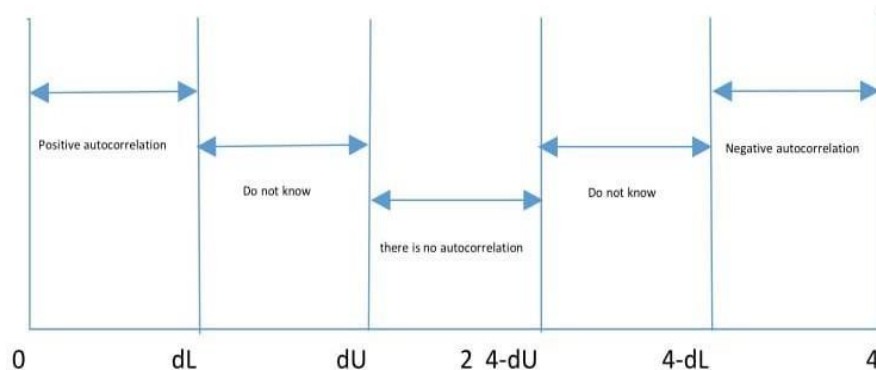 Positive autocorrelation
Negative autocorrelation
Do not know
Do not know
there is no autocorrelation
0 dL dU 2 4-dU 4-dL 4